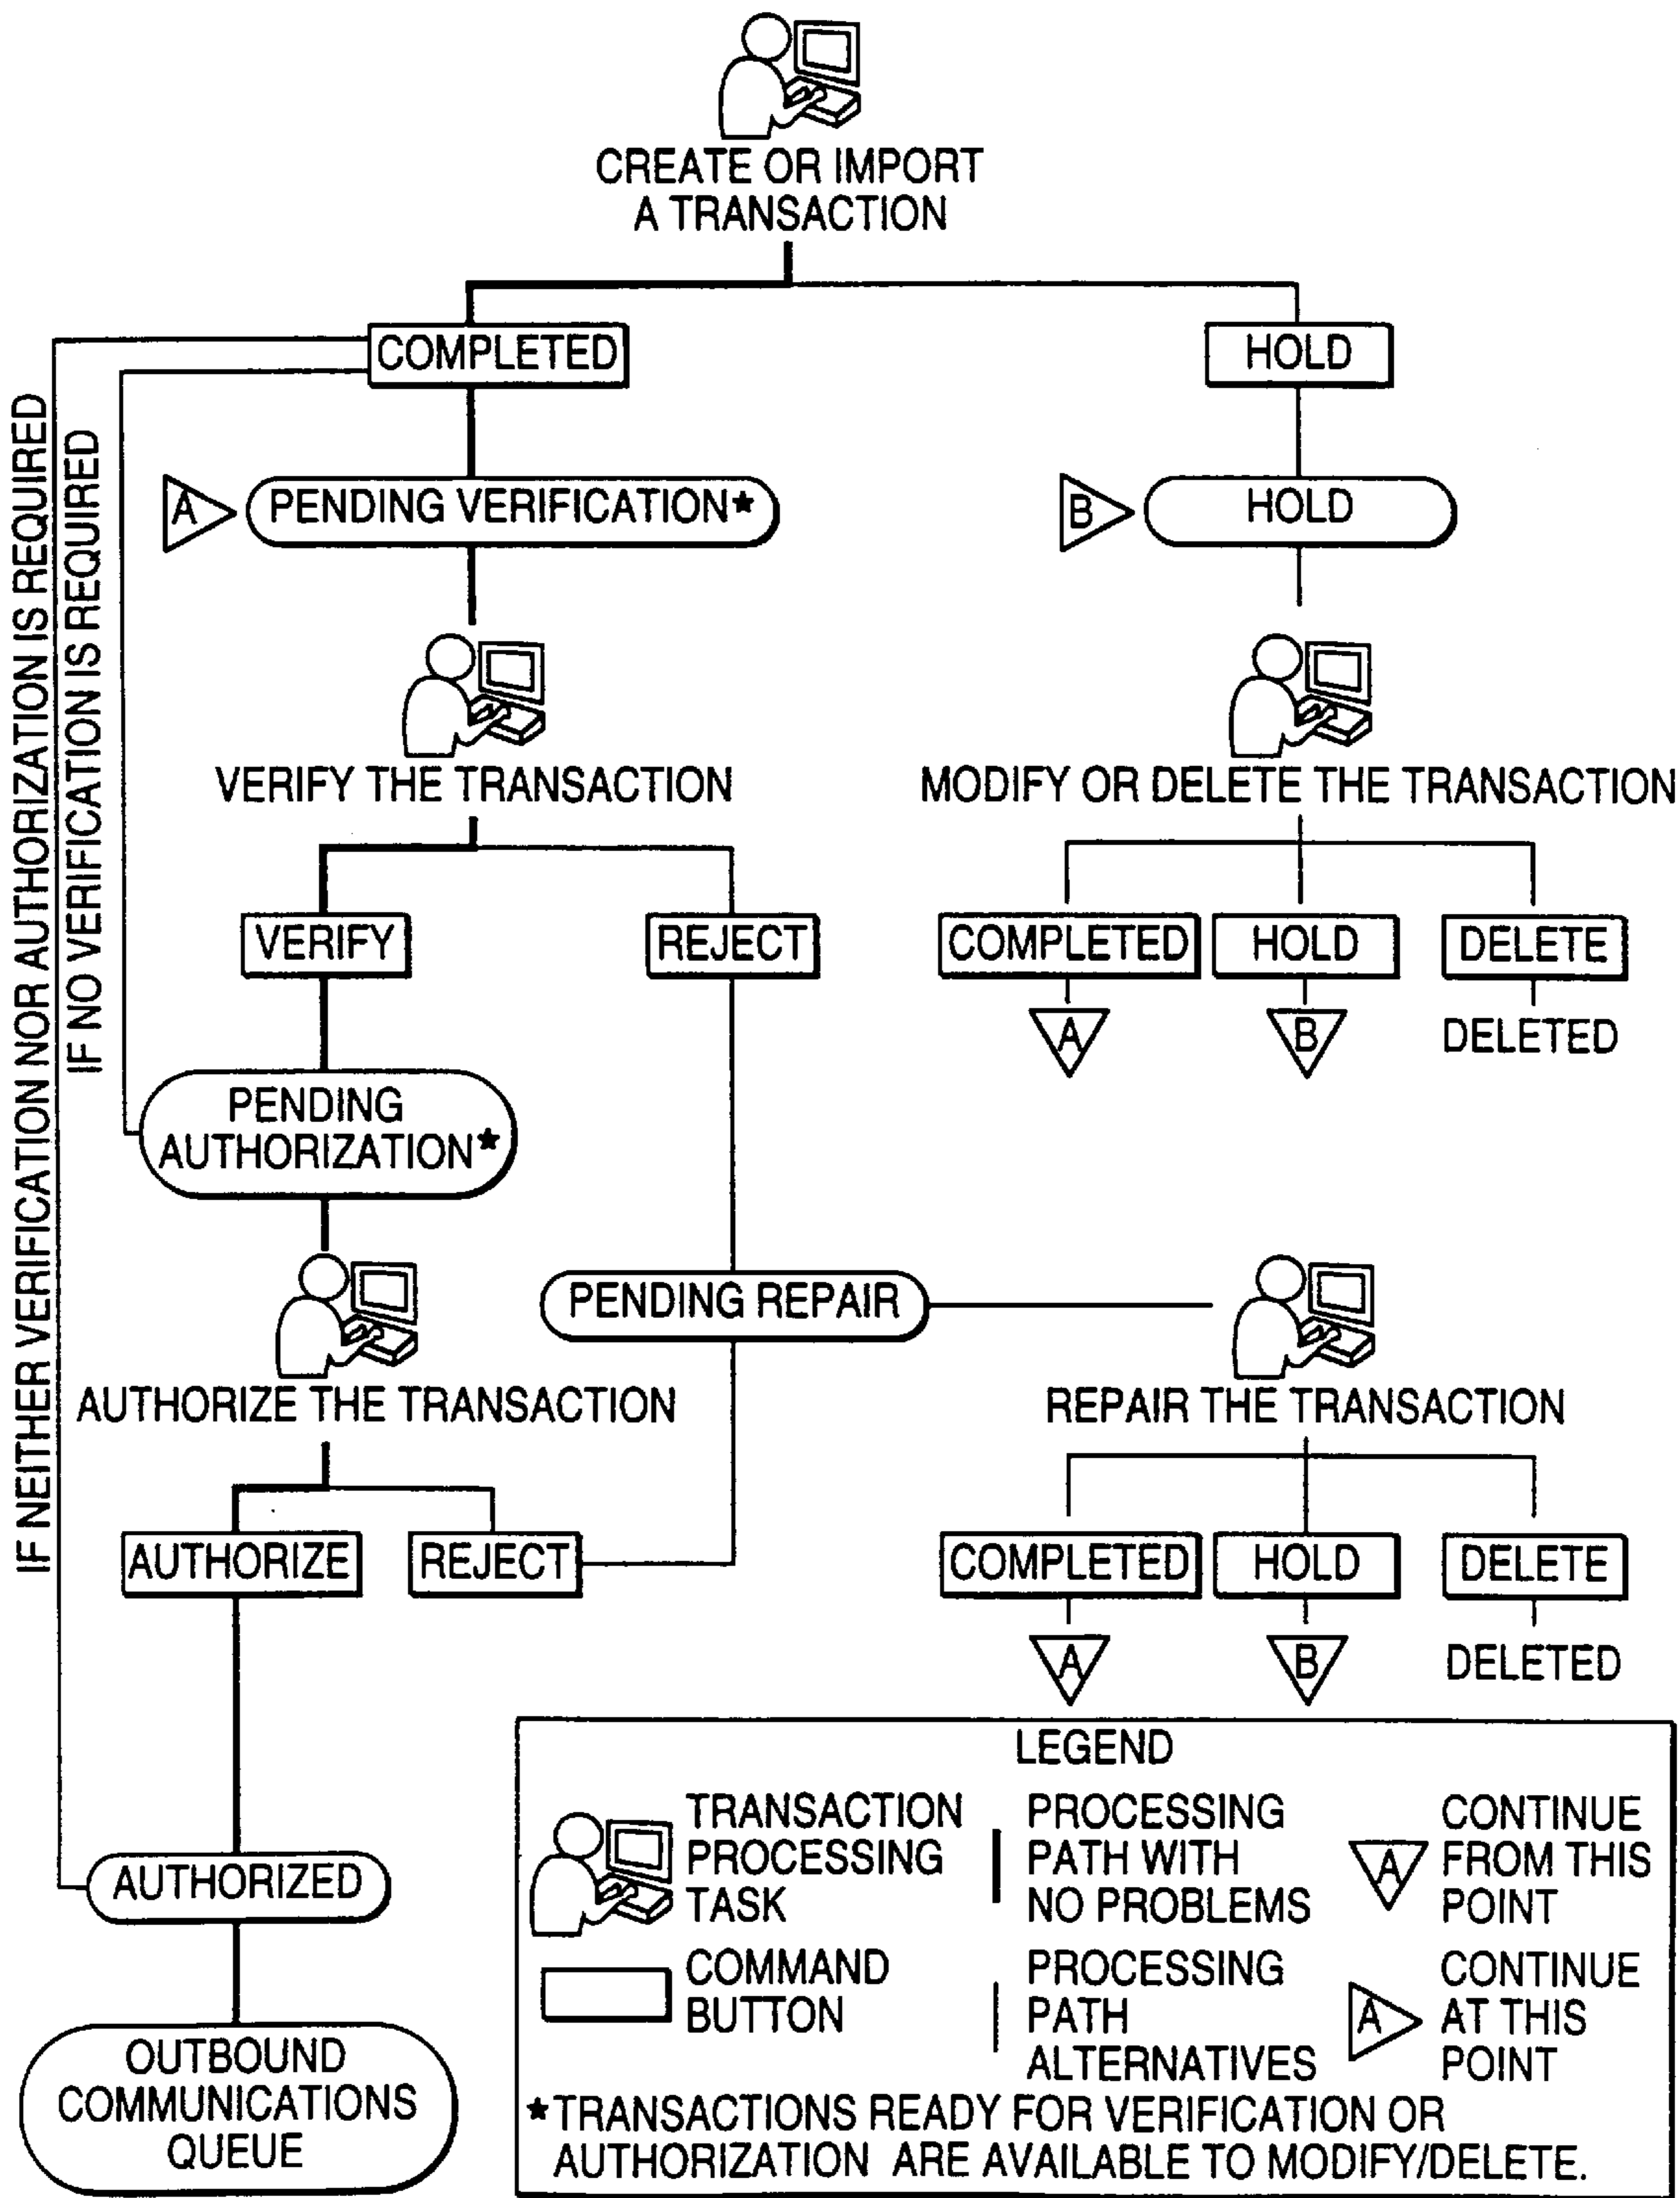 CREATE OR IMPORT
A TRANSACTION
COMPLETED
HOLD
IF NEITHER VERIFICATION NOR AUTHORIZATION IS REQUIRED
IF NO VERIFICATION IS REQUIRED
A
PENDING VERIFICATION★
B
HOLD
VERIFY THE TRANSACTION
MODIFY OR DELETE THE TRANSACTION
VERIFY
REJECT
COMPLETED
HOLD
DELETE
A
B
DELETED
PENDING
AUTHORIZATION★
PENDING REPAIR
AUTHORIZE THE TRANSACTION
REPAIR THE TRANSACTION
AUTHORIZE
REJECT
COMPLETED
HOLD
DELETE
A
B
DELETED
AUTHORIZED
OUTBOUND
COMMUNICATIONS
QUEUE
LEGEND
TRANSACTION
PROCESSING
TASK
PROCESSING
PATH WITH
NO PROBLEMS
A
CONTINUE
FROM THIS
POINT
COMMAND
BUTTON
PROCESSING
PATH
ALTERNATIVES
A
CONTINUE
AT THIS
POINT
★TRANSACTIONS READY FOR VERIFICATION OR
AUTHORIZATION ARE AVAILABLE TO MODIFY/DELETE.